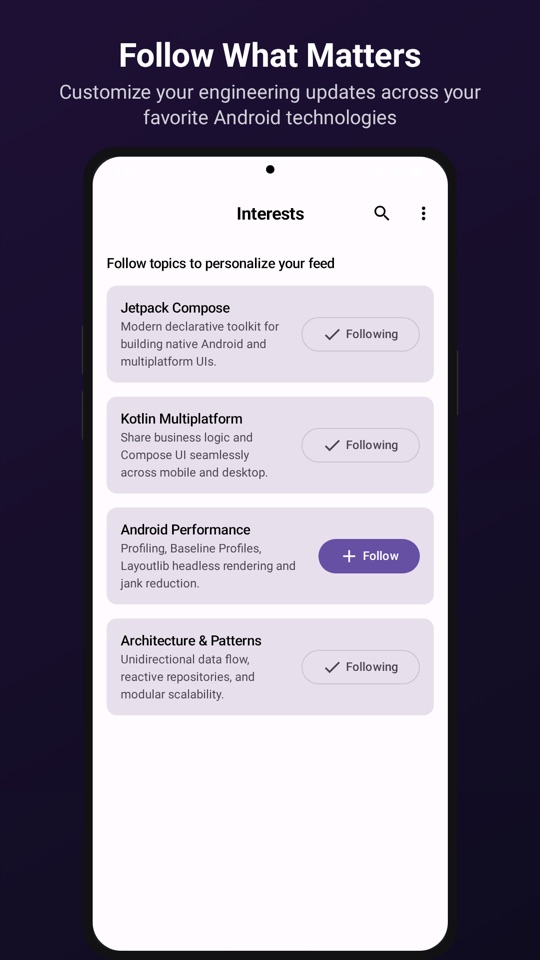 Follow What Matters
Customize your engineering updates across your
favorite Android technologies
Interests
Follow topics to personalize your feed
Jetpack Compose
Modern declarative toolkit for
building native Android and
multiplatform UIs.
Following
Kotlin Multiplatform
Share business logic and
Compose UI seamlessly
across mobile and desktop.
Following
Android Performance
Profiling, Baseline Profiles,
Layoutlib headless rendering and
jank reduction.
Follow
Architecture & Patterns
Unidirectional data flow,
reactive repositories, and
modular scalability.
Following